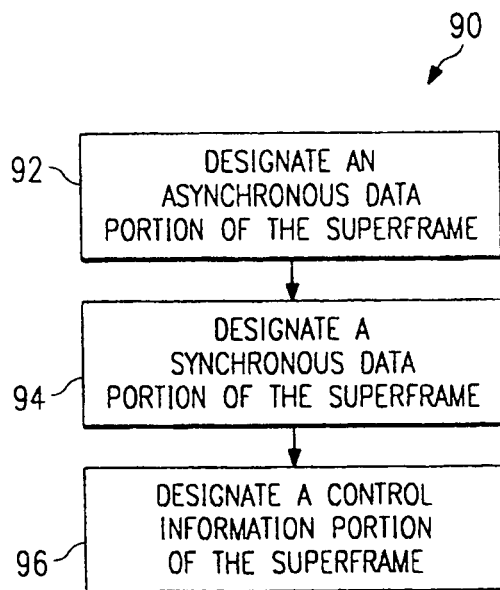 90
92
DESIGNATE AN
ASYNCHRONOUS DATA
PORTION OF THE SUPERFRAME
94
DESIGNATE A
SYNCHRONOUS DATA
PORTION OF THE SUPERFRAME
96
DESIGNATE A CONTROL
INFORMATION PORTION
OF THE SUPERFRAME